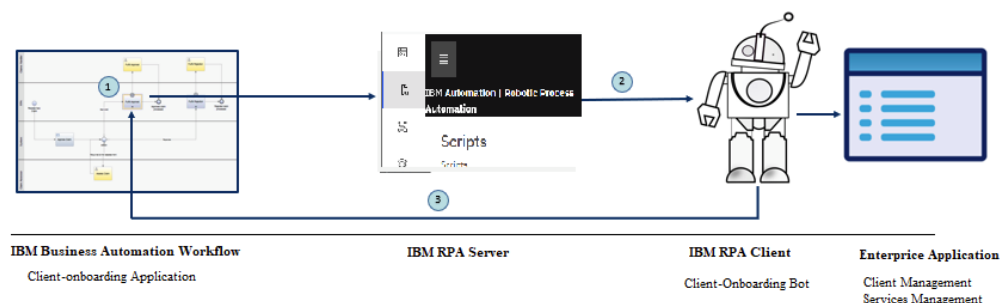 1
IBM Automation | Robotic Process
Automation
2
Scripts
Scripts
3
IBM Business Automation Workflow
IBM RPA Server
IBM RPA Client
Enterprice Application
Client-onboarding Application
Client-Onboarding Bot
Client Management
Services Management